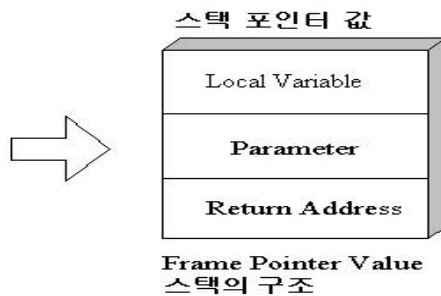 스택 포인터 값
Local Variable
Parameter
Return Address
Frame Pointer Value
스택의 구조